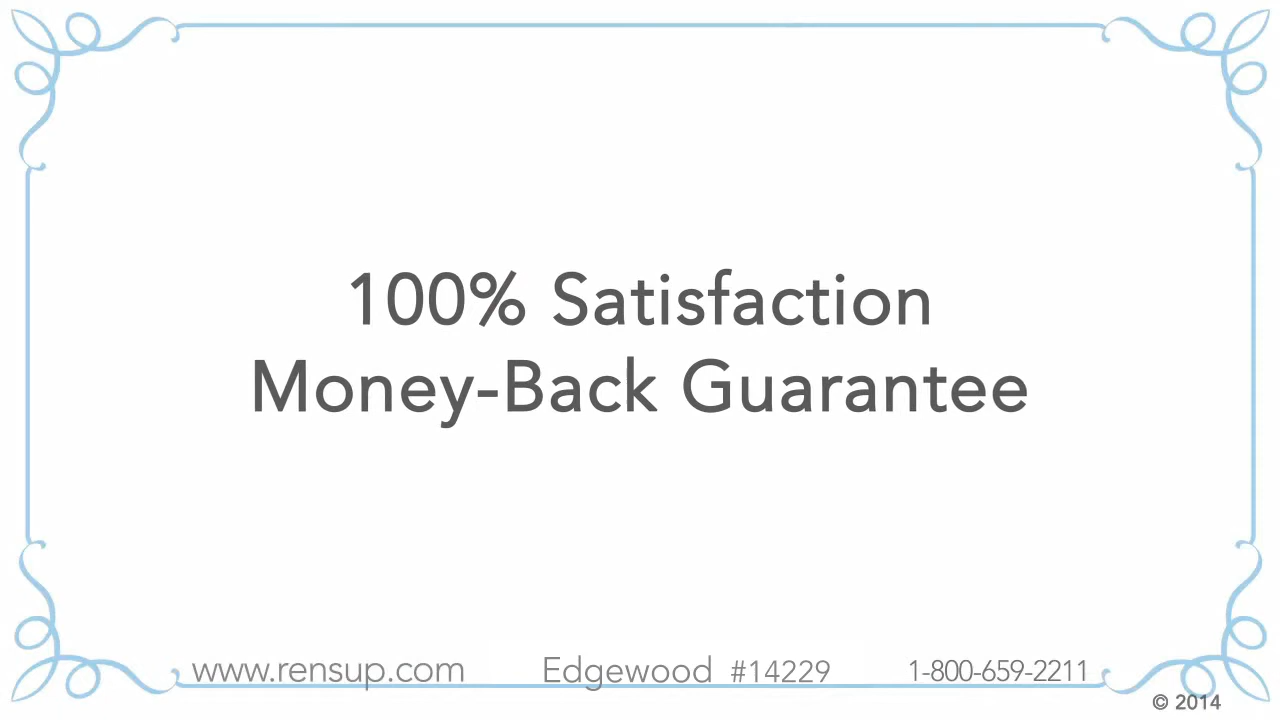 100% Satisfaction
Money-Back Guarantee
www.rensup.com Edgewood #14229 1-800-659-2211
© 2014